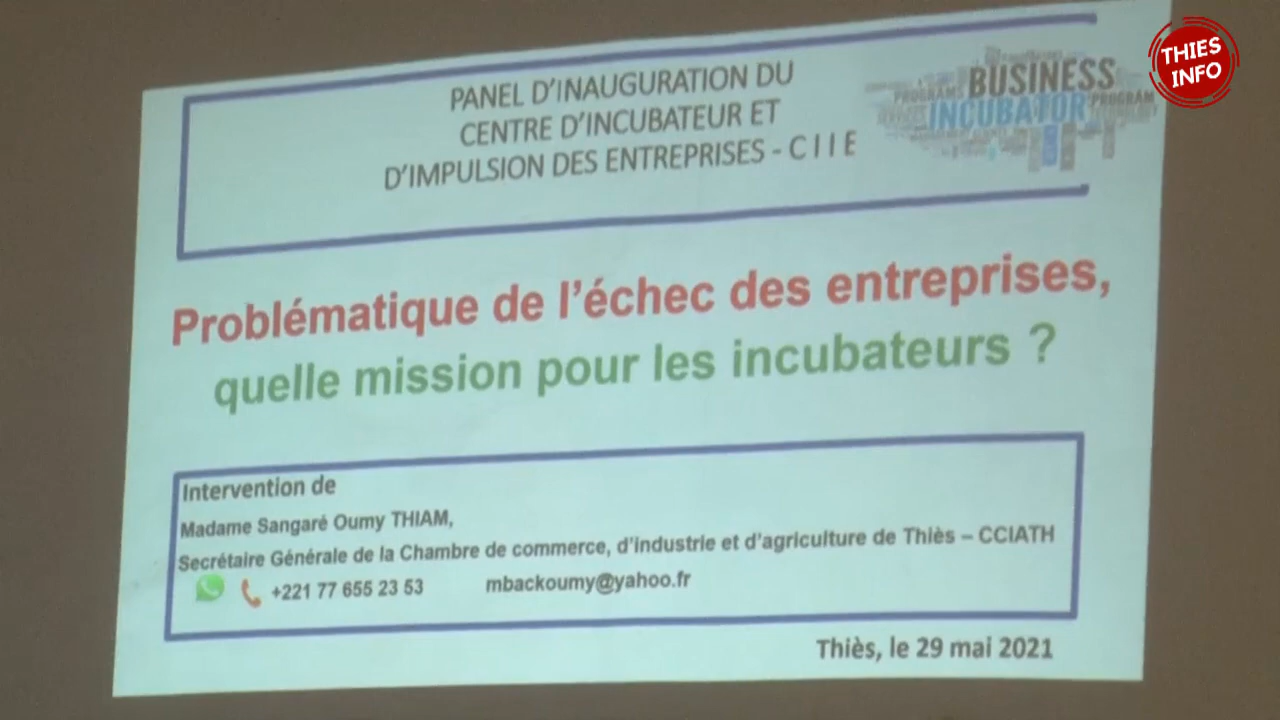 THIES
INFO
PANEL D'INAUGURATION DU
CENTRE D'INCUBATEUR ET
D'IMPULSION DES ENTREPRISES - C I I E
BUSINESS
PROGRAMS
INCUBATOR
PROGRAM
Problématique de l'échec des entreprises,
quelle mission pour les incubateurs ?
Intervention de
Madame Sangaré Oumy THIAM,
Secrétaire Générale de la Chambre de commerce, d'industrie et d'agriculture de Thiès – CCIATH
+221 77 655 23 53 mbackoumy@yahoo.fr
Thiès, le 29 mai 2021